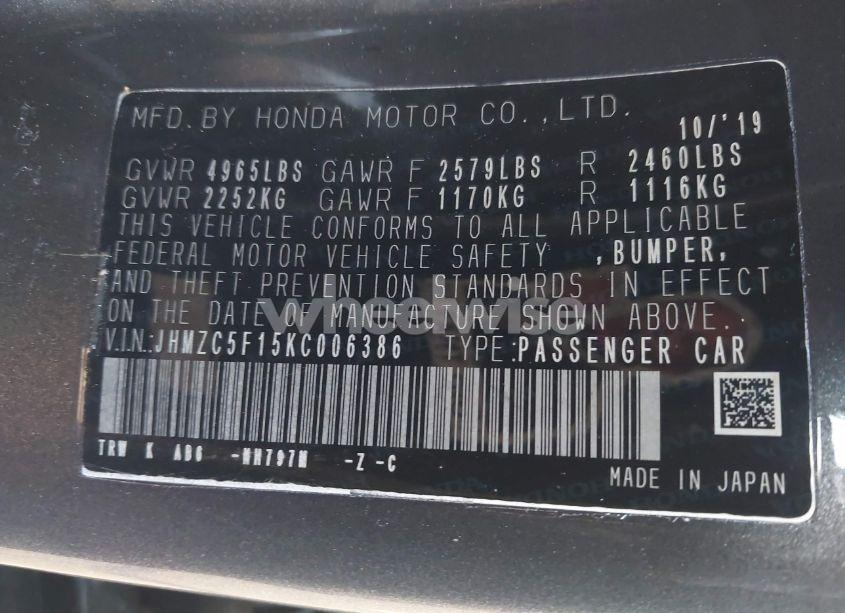 MFD. BY HONDA MOTOR CO., LTD.
10/'19
GVWR 4965LBS GAWR F 2579LBS R 2460LBS
GVWR 2252KG GAWR F 1170KG R 1116KG
THIS VEHICLE CONFORMS TO ALL APPLICABLE
FEDERAL MOTOR VEHICLE SAFETY , BUMPER,
AND THEFT PREVENTION STANDARDS IN EFFECT
ON THE DATE OF MANUFACTURE SHOWN ABOVE.
wheelwise
V.I.N.: JHMZC5F15KC006386 TYPE: PASSENGER CAR
TRW K AB6 -NH797M -Z -C
MADE IN JAPAN